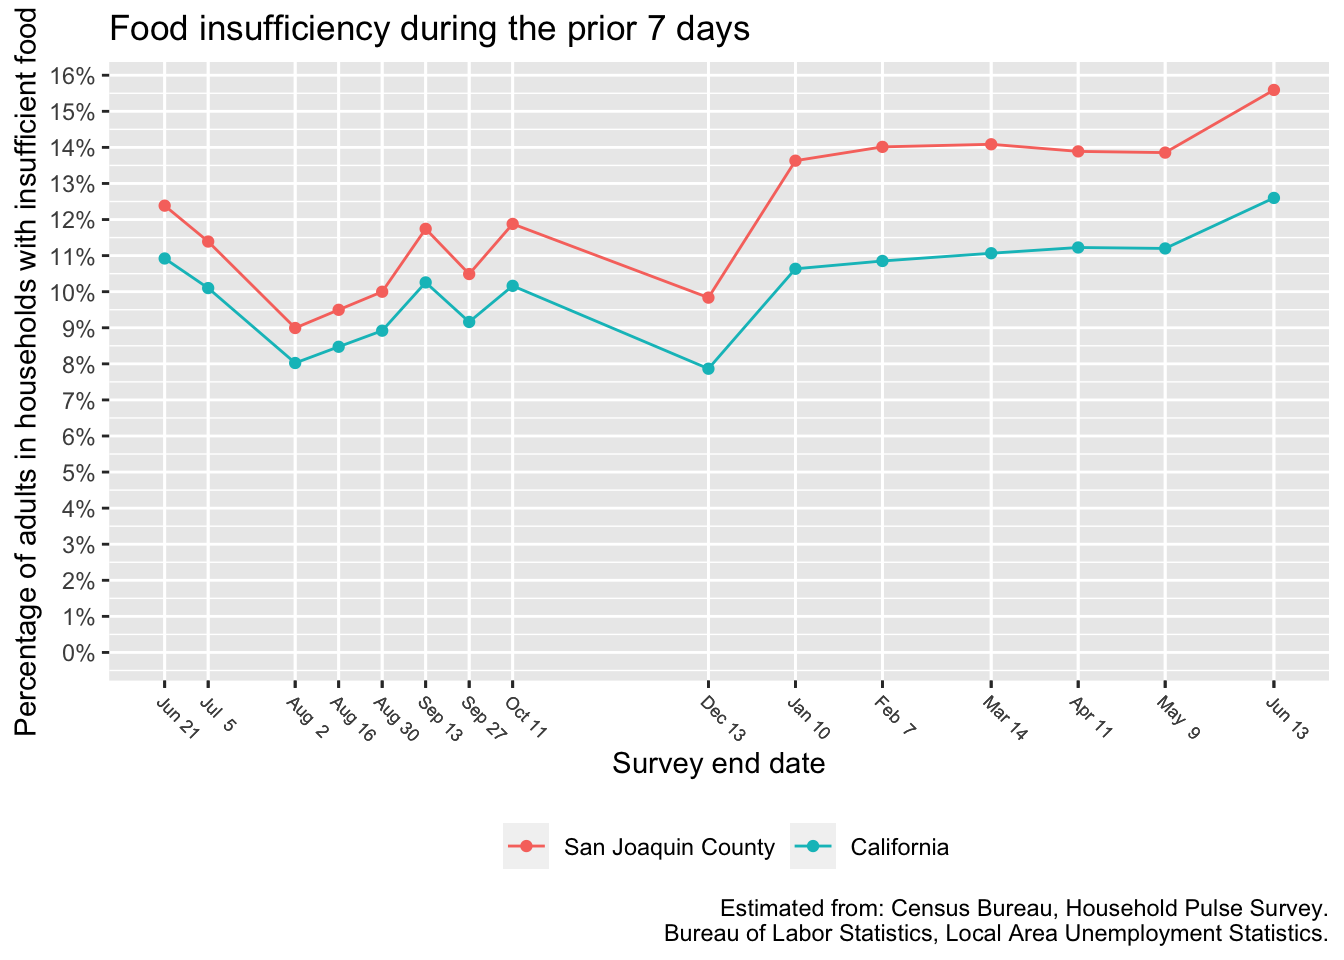 Food insufficiency during the prior 7 days
Percentage of adults in households with insufficient food
16%
15%
14%
13%
12%
11%
10%
9%
8%
7%
6%
5%
4%
3%
2%
1%
0%
Jun 21
Jul 5
Aug 2
Aug 16
Aug 30
Sep 13
Sep 27
Oct 11
Dec 13
Jan 10
Feb 7
Mar 14
Apr 11
May 9
Jun 13
Survey end date
San Joaquin County
California
Estimated from: Census Bureau, Household Pulse Survey.
Bureau of Labor Statistics, Local Area Unemployment Statistics.